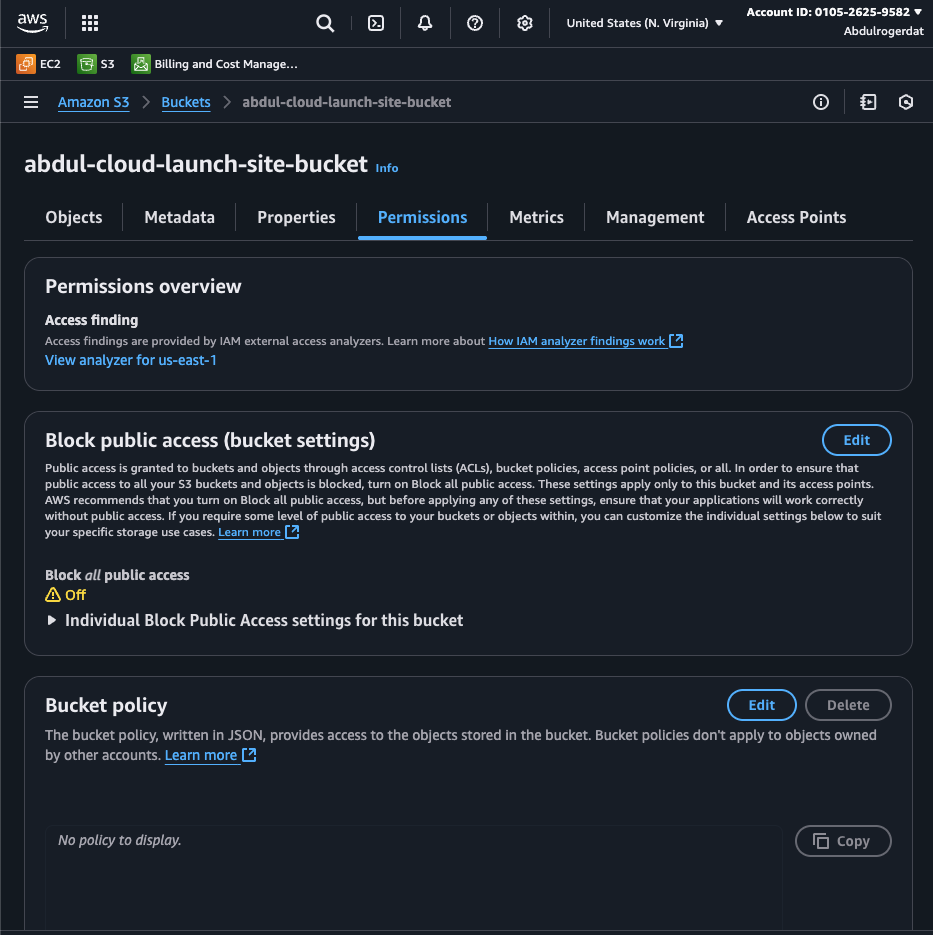 aws
United States (N. Virginia)
Account ID: 0105-2625-9582
Abdulrogerdat
EC2 S3 Billing and Cost Manage...
Amazon S3 Buckets abdul-cloud-launch-site-bucket
abdul-cloud-launch-site-bucket Info
Objects Metadata Properties Permissions Metrics Management Access Points
Permissions overview
Access finding
Access findings are provided by IAM external access analyzers. Learn more about How IAM analyzer findings work
View analyzer for us-east-1
Block public access (bucket settings) Edit
Public access is granted to buckets and objects through access control lists (ACLs), bucket policies, access point policies, or all. In order to ensure that
public access to all your S3 buckets and objects is blocked, turn on Block all public access. These settings apply only to this bucket and its access points.
AWS recommends that you turn on Block all public access, but before applying any of these settings, ensure that your applications will work correctly
without public access. If you require some level of public access to your buckets or objects within, you can customize the individual settings below to suit
your specific storage use cases. Learn more
Block all public access
Off
Individual Block Public Access settings for this bucket
Bucket policy Edit Delete
The bucket policy, written in JSON, provides access to the objects stored in the bucket. Bucket policies don't apply to objects owned
by other accounts. Learn more
No policy to display. Copy